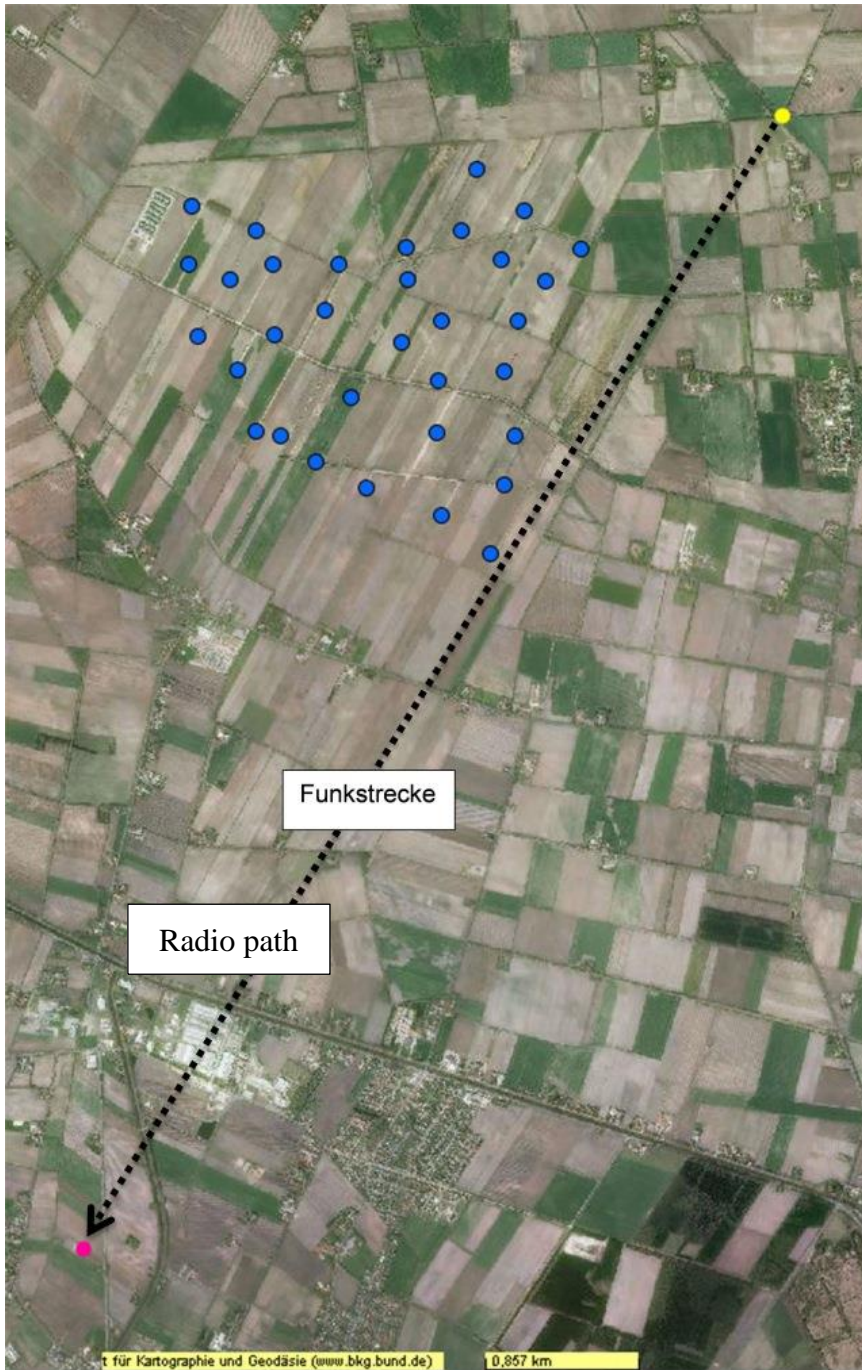 Funkstrecke
Radio path
t für Kartographie und Geodäsie (www.bkg.bund.de)
0,857 km